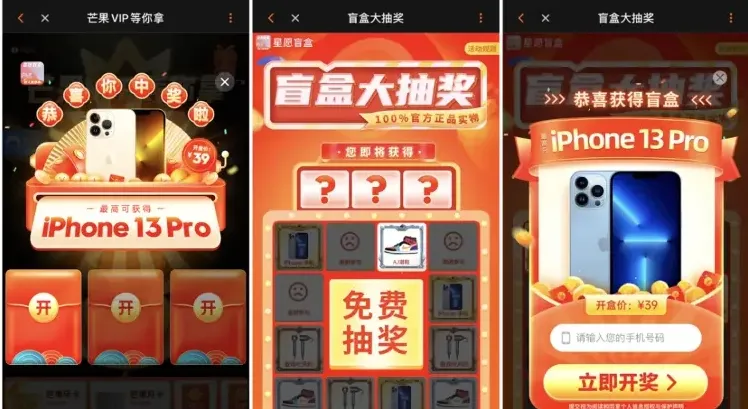 芒果VIP等你拿
恭喜你中奖啦
开盒价
¥39
最高可获得
iPhone 13 Pro
开
开
开
盲盒大抽奖
星愿盲盒
活动规则
盲盒大抽奖
100%官方正品实物
您即将获得
? ? ?
AJ潮鞋
免费
抽奖
盲盒大抽奖
星愿盲盒
恭喜获得盲盒
iPhone 13 Pro
开盒价：¥39
请输入您的手机号码
立即开奖